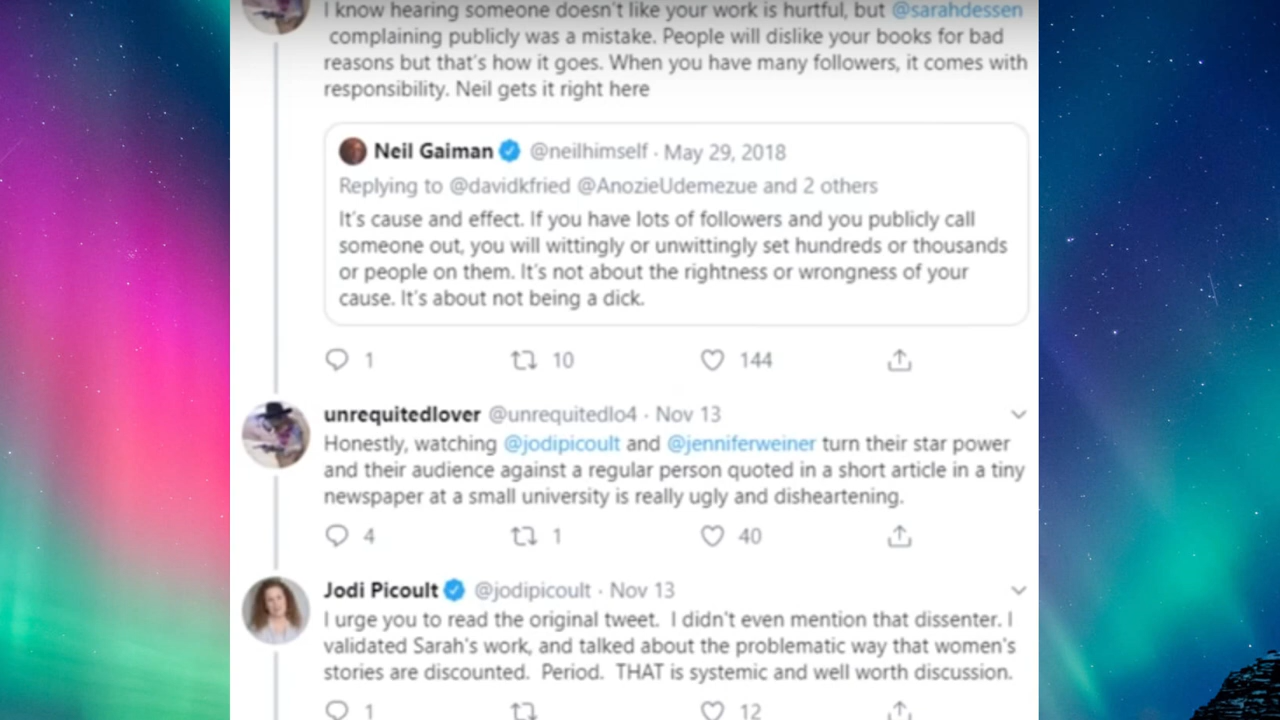 I know hearing someone doesn't like your work is hurtful, but @sarahdessen
complaining publicly was a mistake. People will dislike your books for bad
reasons but that's how it goes. When you have many followers, it comes with
responsibility. Neil gets it right here
Neil Gaiman @neilhimself · May 29, 2018
Replying to @davidkfried @AnozieUdemezue and 2 others
It's cause and effect. If you have lots of followers and you publicly call
someone out, you will wittingly or unwittingly set hundreds or thousands
or people on them. It's not about the rightness or wrongness of your
cause. It's about not being a dick.
1 10 144
unrequitedlover @unrequitedlo4 · Nov 13
Honestly, watching @jodipicoult and @jenniferweiner turn their star power
and their audience against a regular person quoted in a short article in a tiny
newspaper at a small university is really ugly and disheartening.
4 1 40
Jodi Picoult @jodipicoult · Nov 13
I urge you to read the original tweet. I didn't even mention that dissenter. I
validated Sarah's work, and talked about the problematic way that women's
stories are discounted. Period. THAT is systemic and well worth discussion.
1 12